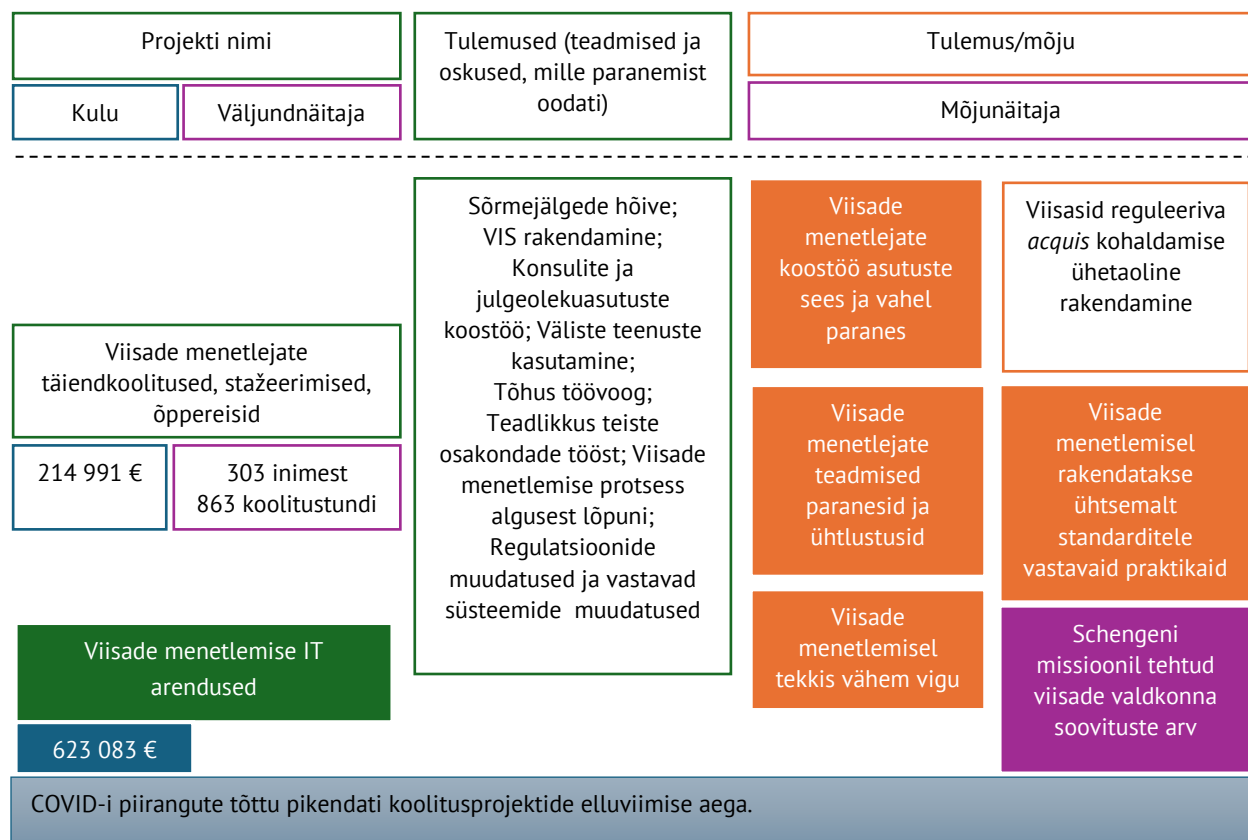 Projekti nimi
Kulu
Väljundnäitaja
Tulemused (teadmised ja
oskused, mille paranemist
oodati)
Tulemus/mõju
Mõjunäitaja
Viisade menetlejate
täiendkoolitused, stažeerimised,
õppereisid
214 991 €
303 inimest
863 koolitustundi
Viisade menetlemise IT
arendused
623 083 €
Sõrmejälgede hõive;
VIS rakendamine;
Konsulite ja
julgeolekuasutuste
koostöö; Väliste teenuste
kasutamine;
Tõhus töövoog;
Teadlikkus teiste
osakondade tööst; Viisade
menetlemise protsess
algusest lõpuni;
Regulatsioonide
muudatused ja vastavad
süsteemide muudatused
Viisade
menetlejate
koostöö asutuste
sees ja vahel
paranes
Viisade
menetlejate
teadmised
paranesid ja
ühtlustusid
Viisade
menetlemisel
tekkis vähem vigu
Viisasid reguleeriva
acquis kohaldamise
ühetaoline
rakendamine
Viisade
menetlemisel
rakendatakse
ühtsemalt
standarditele
vastavaid praktikaid
Schengeni
missioonil tehtud
viisade valdkonna
soovituste arv
COVID-i piirangute tõttu pikendati koolitusprojektide elluviimise aega.